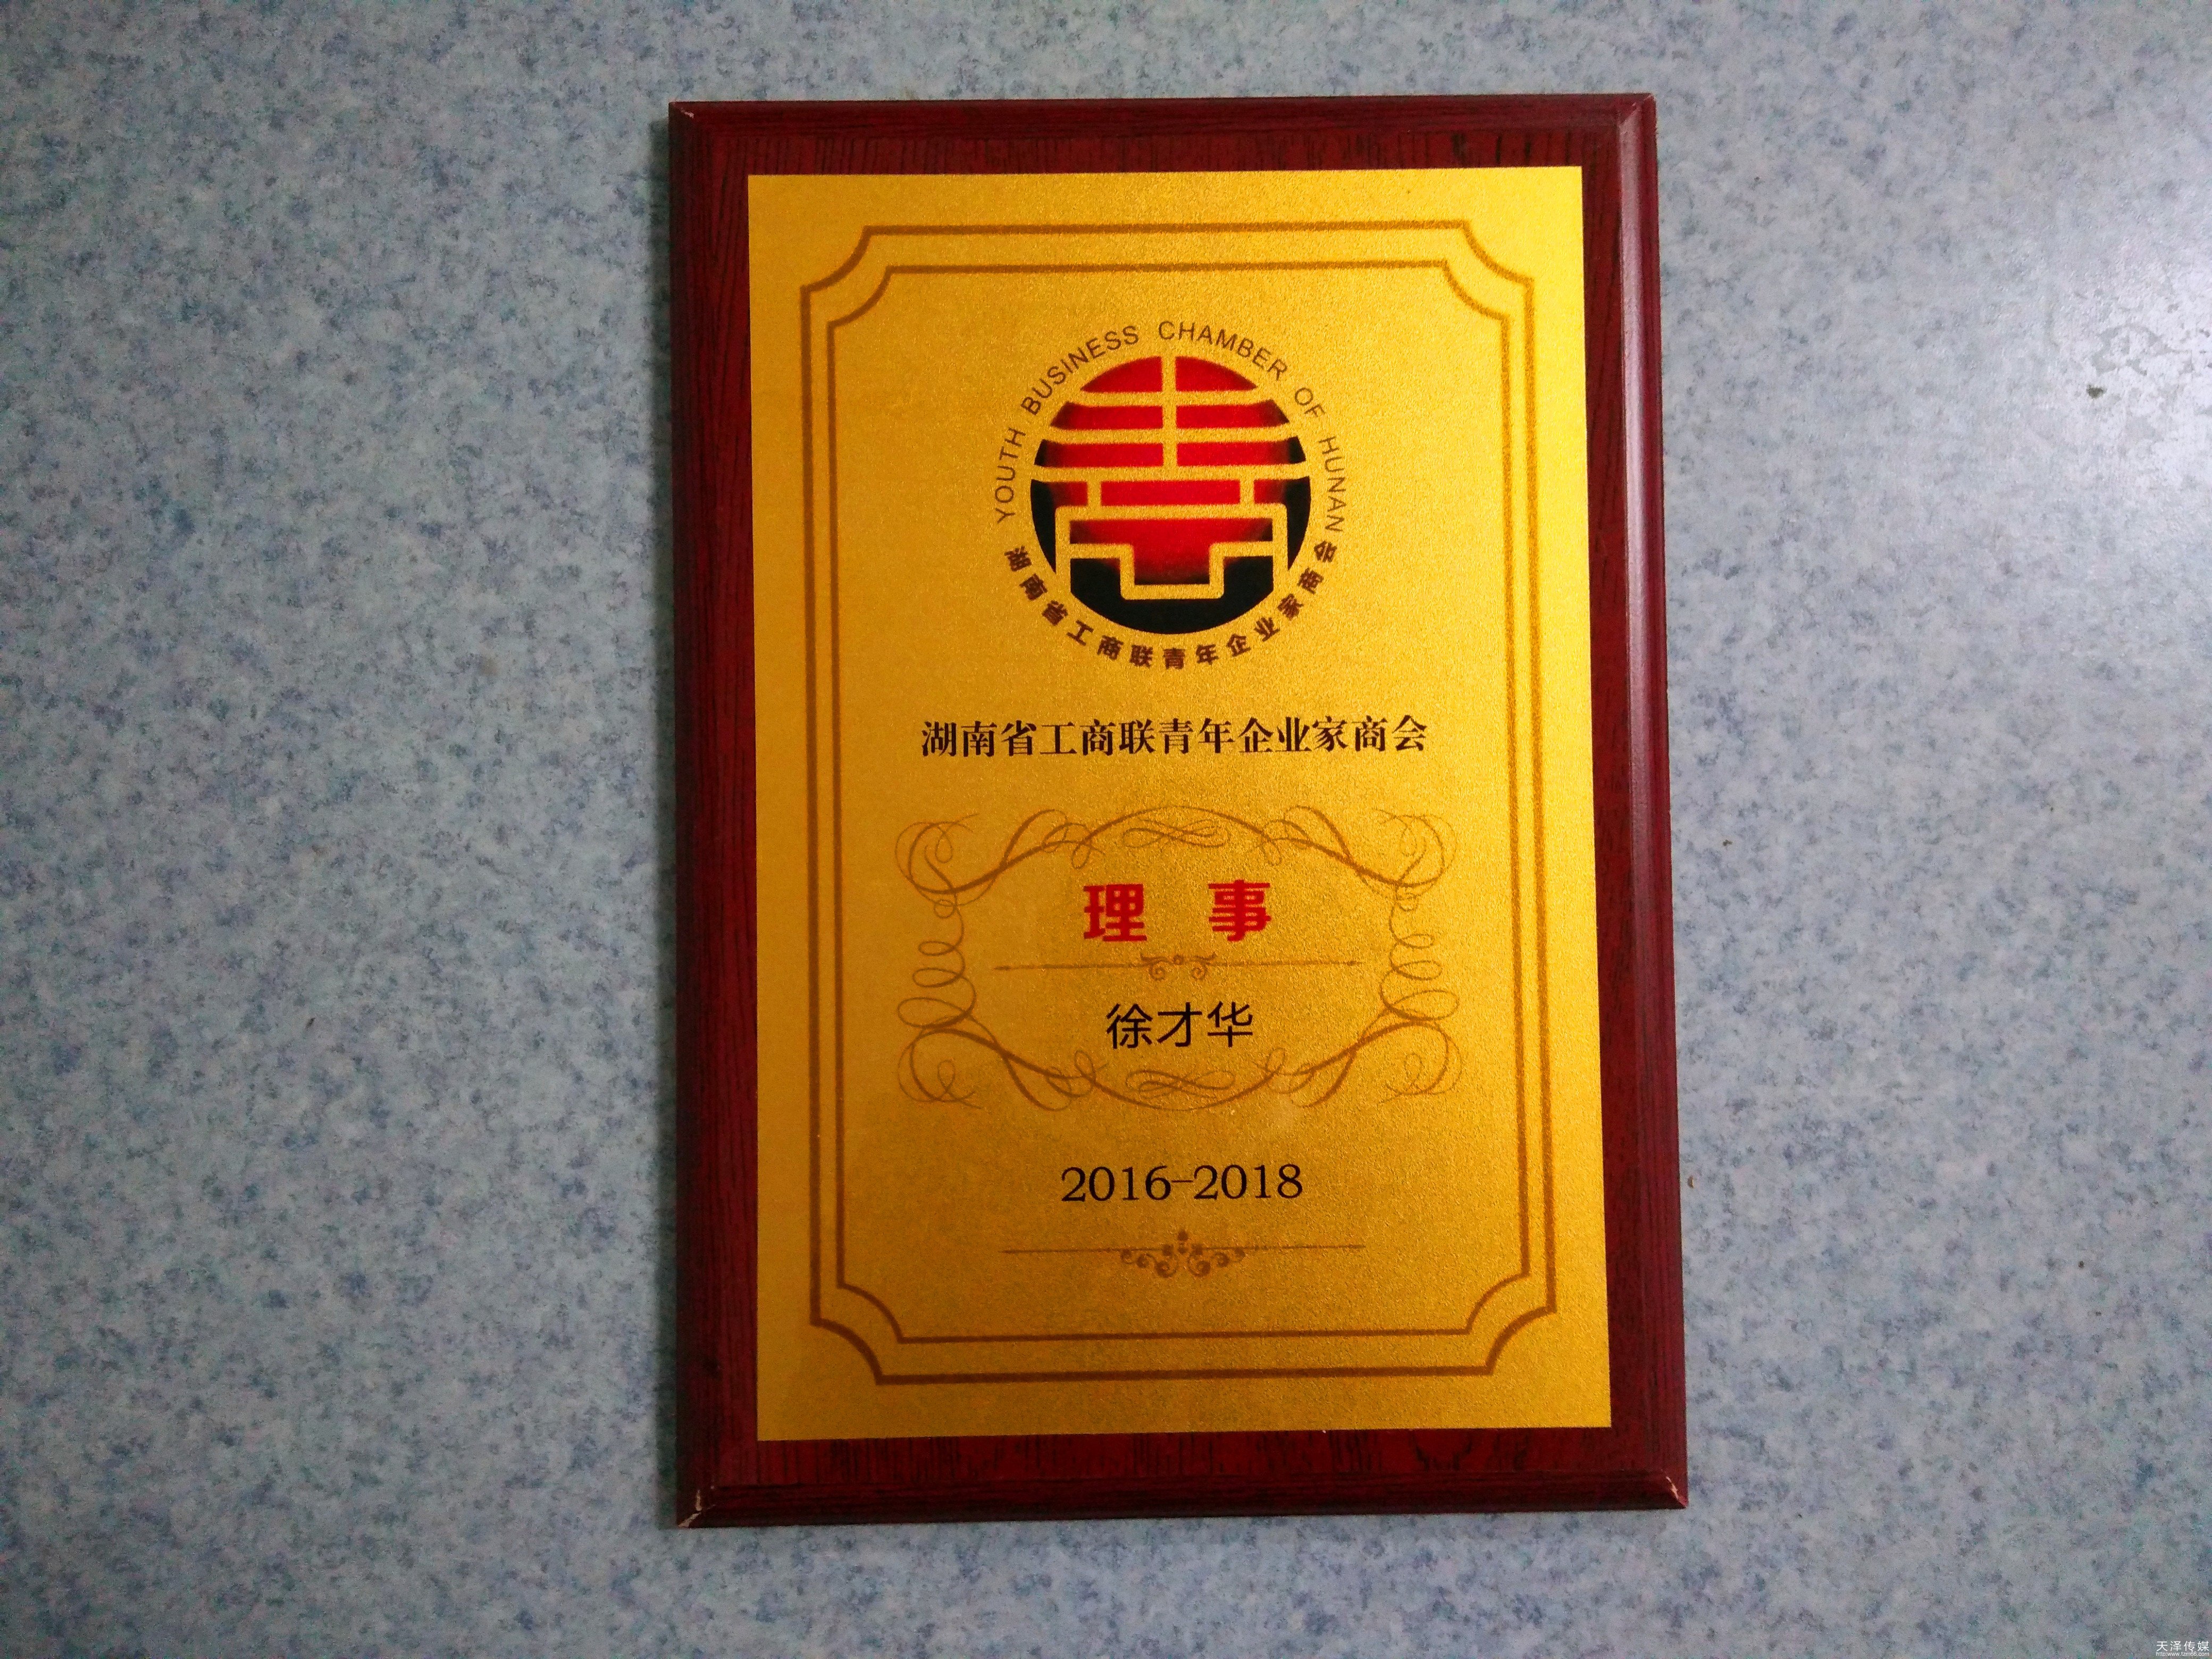 YOUTH BUSINESS CHAMBER OF HUNAN
湖南省工商联青年企业家商会
湖南省工商联青年企业家商会
理 事
徐才华
2016-2018
天泽传媒